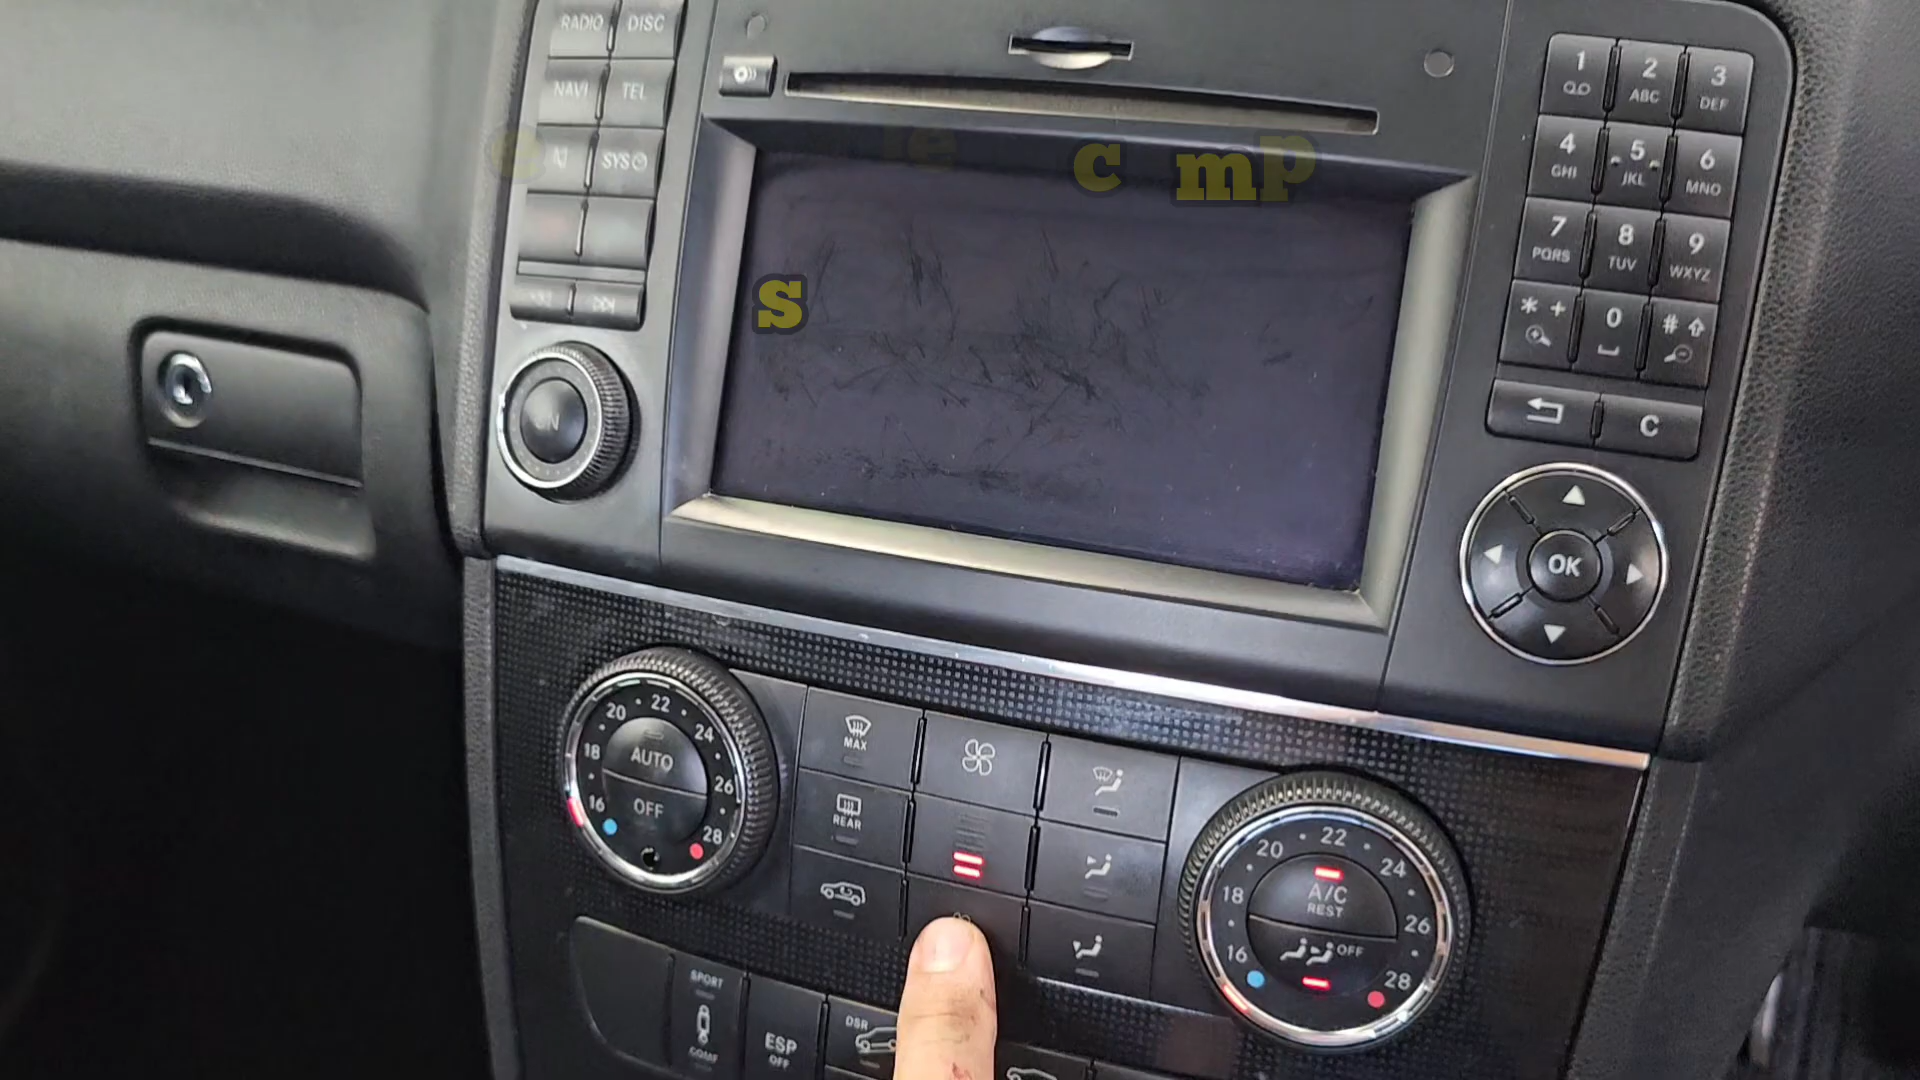 RADIO DISC
NAVI TEL
SYS
ON
1
2 ABC
3 DEF
4 GHI
5 JKL
6 MNO
7 PQRS
8 TUV
9 WXYZ
* +
0
#
C
OK
c mp
s
16 18 20 22 24 26 28
AUTO
OFF
MAX
REAR
16 18 20 22 24 26 28
A/C
REST
OFF
SPORT
COMF
ESP
OFF
DSR